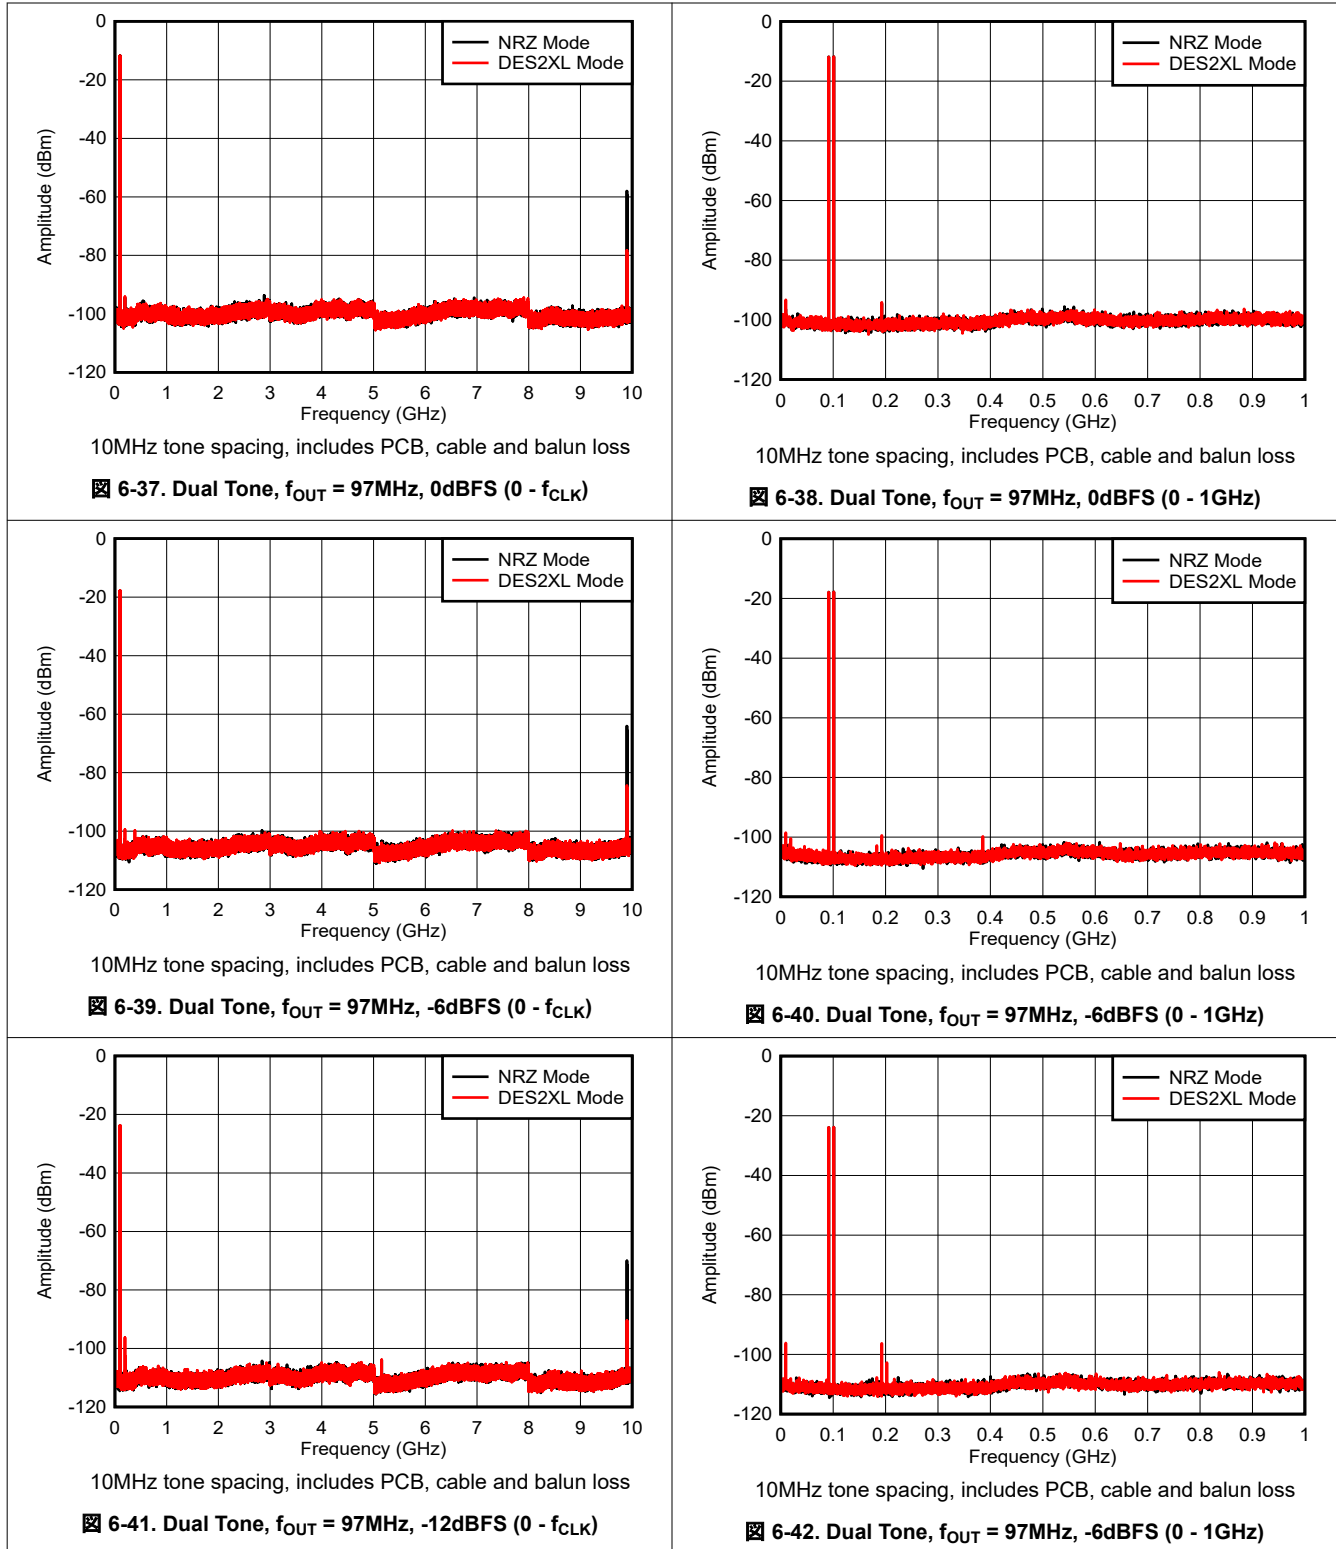 0
-20
-40
-60
-80
-100
-120
Amplitude (dBm)
NRZ Mode
DES2XL Mode
0 1 2 3 4 5 6 7 8 9 10
Frequency (GHz)
10MHz tone spacing, includes PCB, cable and balun loss
図 6-37. Dual Tone, fOUT = 97MHz, 0dBFS (0 - fCLK)
0
-20
-40
-60
-80
-100
-120
Amplitude (dBm)
NRZ Mode
DES2XL Mode
0 0.1 0.2 0.3 0.4 0.5 0.6 0.7 0.8 0.9 1
Frequency (GHz)
10MHz tone spacing, includes PCB, cable and balun loss
図 6-38. Dual Tone, fOUT = 97MHz, 0dBFS (0 - 1GHz)
0
-20
-40
-60
-80
-100
-120
Amplitude (dBm)
NRZ Mode
DES2XL Mode
0 1 2 3 4 5 6 7 8 9 10
Frequency (GHz)
10MHz tone spacing, includes PCB, cable and balun loss
図 6-39. Dual Tone, fOUT = 97MHz, -6dBFS (0 - fCLK)
0
-20
-40
-60
-80
-100
-120
Amplitude (dBm)
NRZ Mode
DES2XL Mode
0 0.1 0.2 0.3 0.4 0.5 0.6 0.7 0.8 0.9 1
Frequency (GHz)
10MHz tone spacing, includes PCB, cable and balun loss
図 6-40. Dual Tone, fOUT = 97MHz, -6dBFS (0 - 1GHz)
0
-20
-40
-60
-80
-100
-120
Amplitude (dBm)
NRZ Mode
DES2XL Mode
0 1 2 3 4 5 6 7 8 9 10
Frequency (GHz)
10MHz tone spacing, includes PCB, cable and balun loss
図 6-41. Dual Tone, fOUT = 97MHz, -12dBFS (0 - fCLK)
0
-20
-40
-60
-80
-100
-120
Amplitude (dBm)
NRZ Mode
DES2XL Mode
0 0.1 0.2 0.3 0.4 0.5 0.6 0.7 0.8 0.9 1
Frequency (GHz)
10MHz tone spacing, includes PCB, cable and balun loss
図 6-42. Dual Tone, fOUT = 97MHz, -6dBFS (0 - 1GHz)